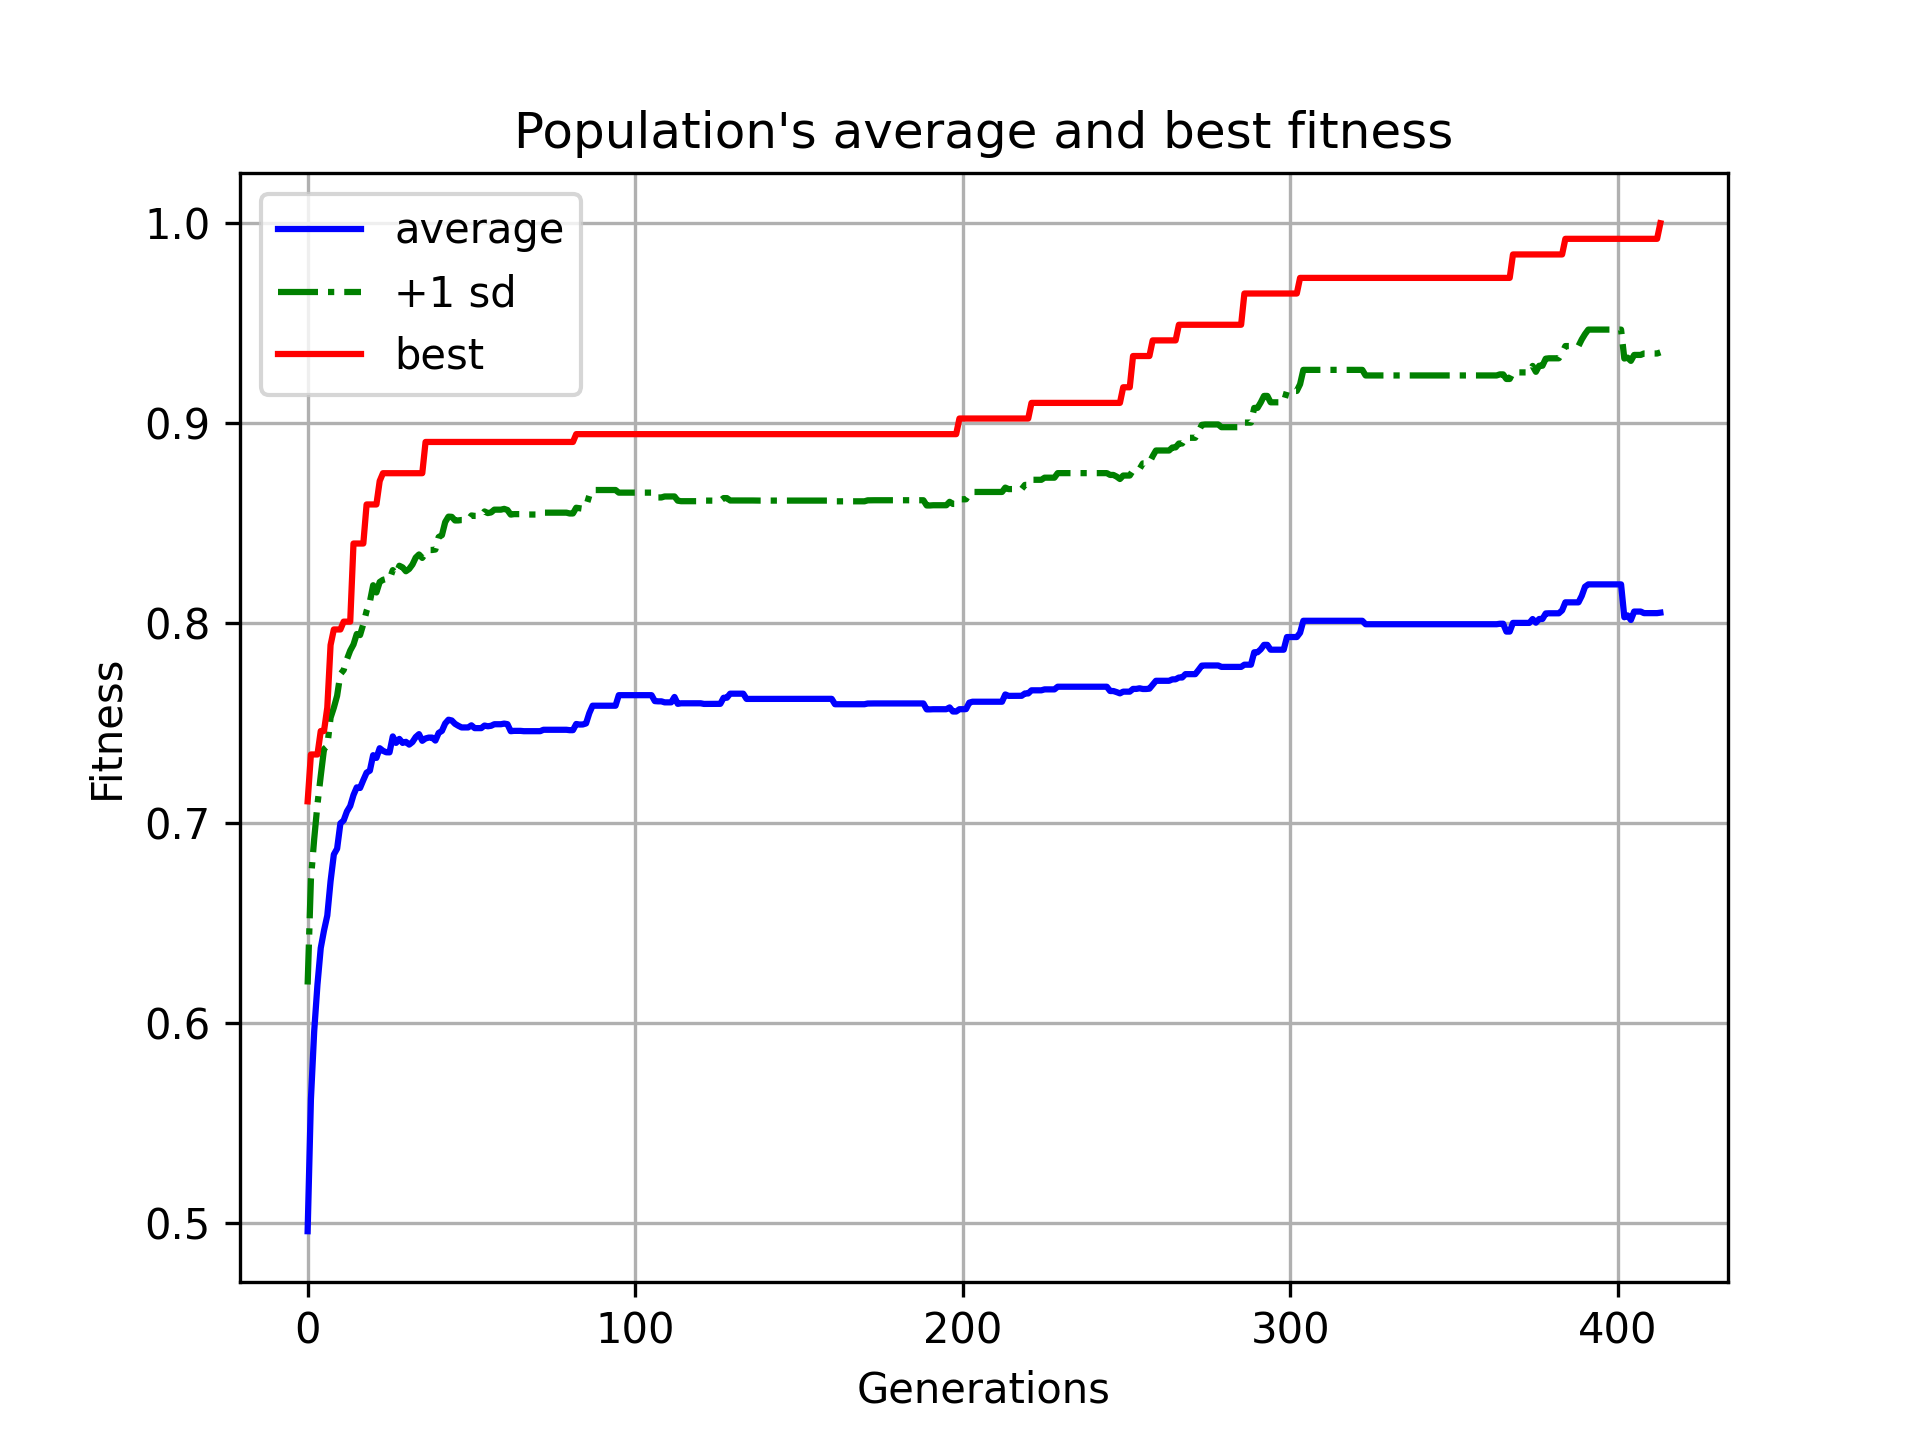 Population's average and best fitness
average
+1 sd
best
1.0
0.9
0.8
0.7
0.6
0.5
Fitness
0 100 200 300 400
Generations